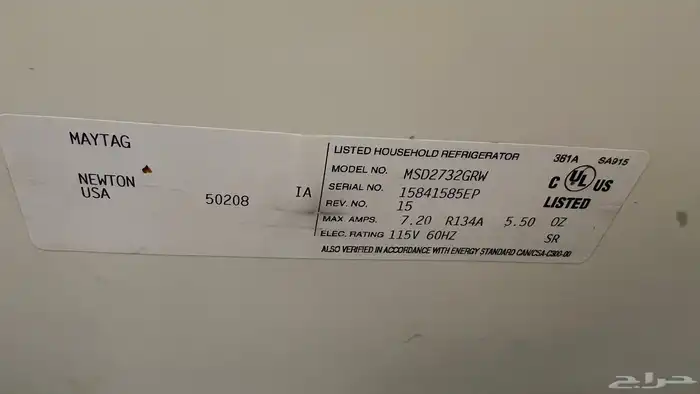 MAYTAG
NEWTON IA
USA 50208
LISTED HOUSEHOLD REFRIGERATOR
MODEL NO. MSD2732GRW
SERIAL NO. 15841585EP
REV. NO. 15
MAX AMPS. 7.20 R134A 5.50 OZ
ELEC. RATING 115V 60HZ SR
ALSO VERIFIED IN ACCORDANCE WITH ENERGY STANDARD CAN/CSA-C300-00
361A SA915
C UL US
LISTED
حراج